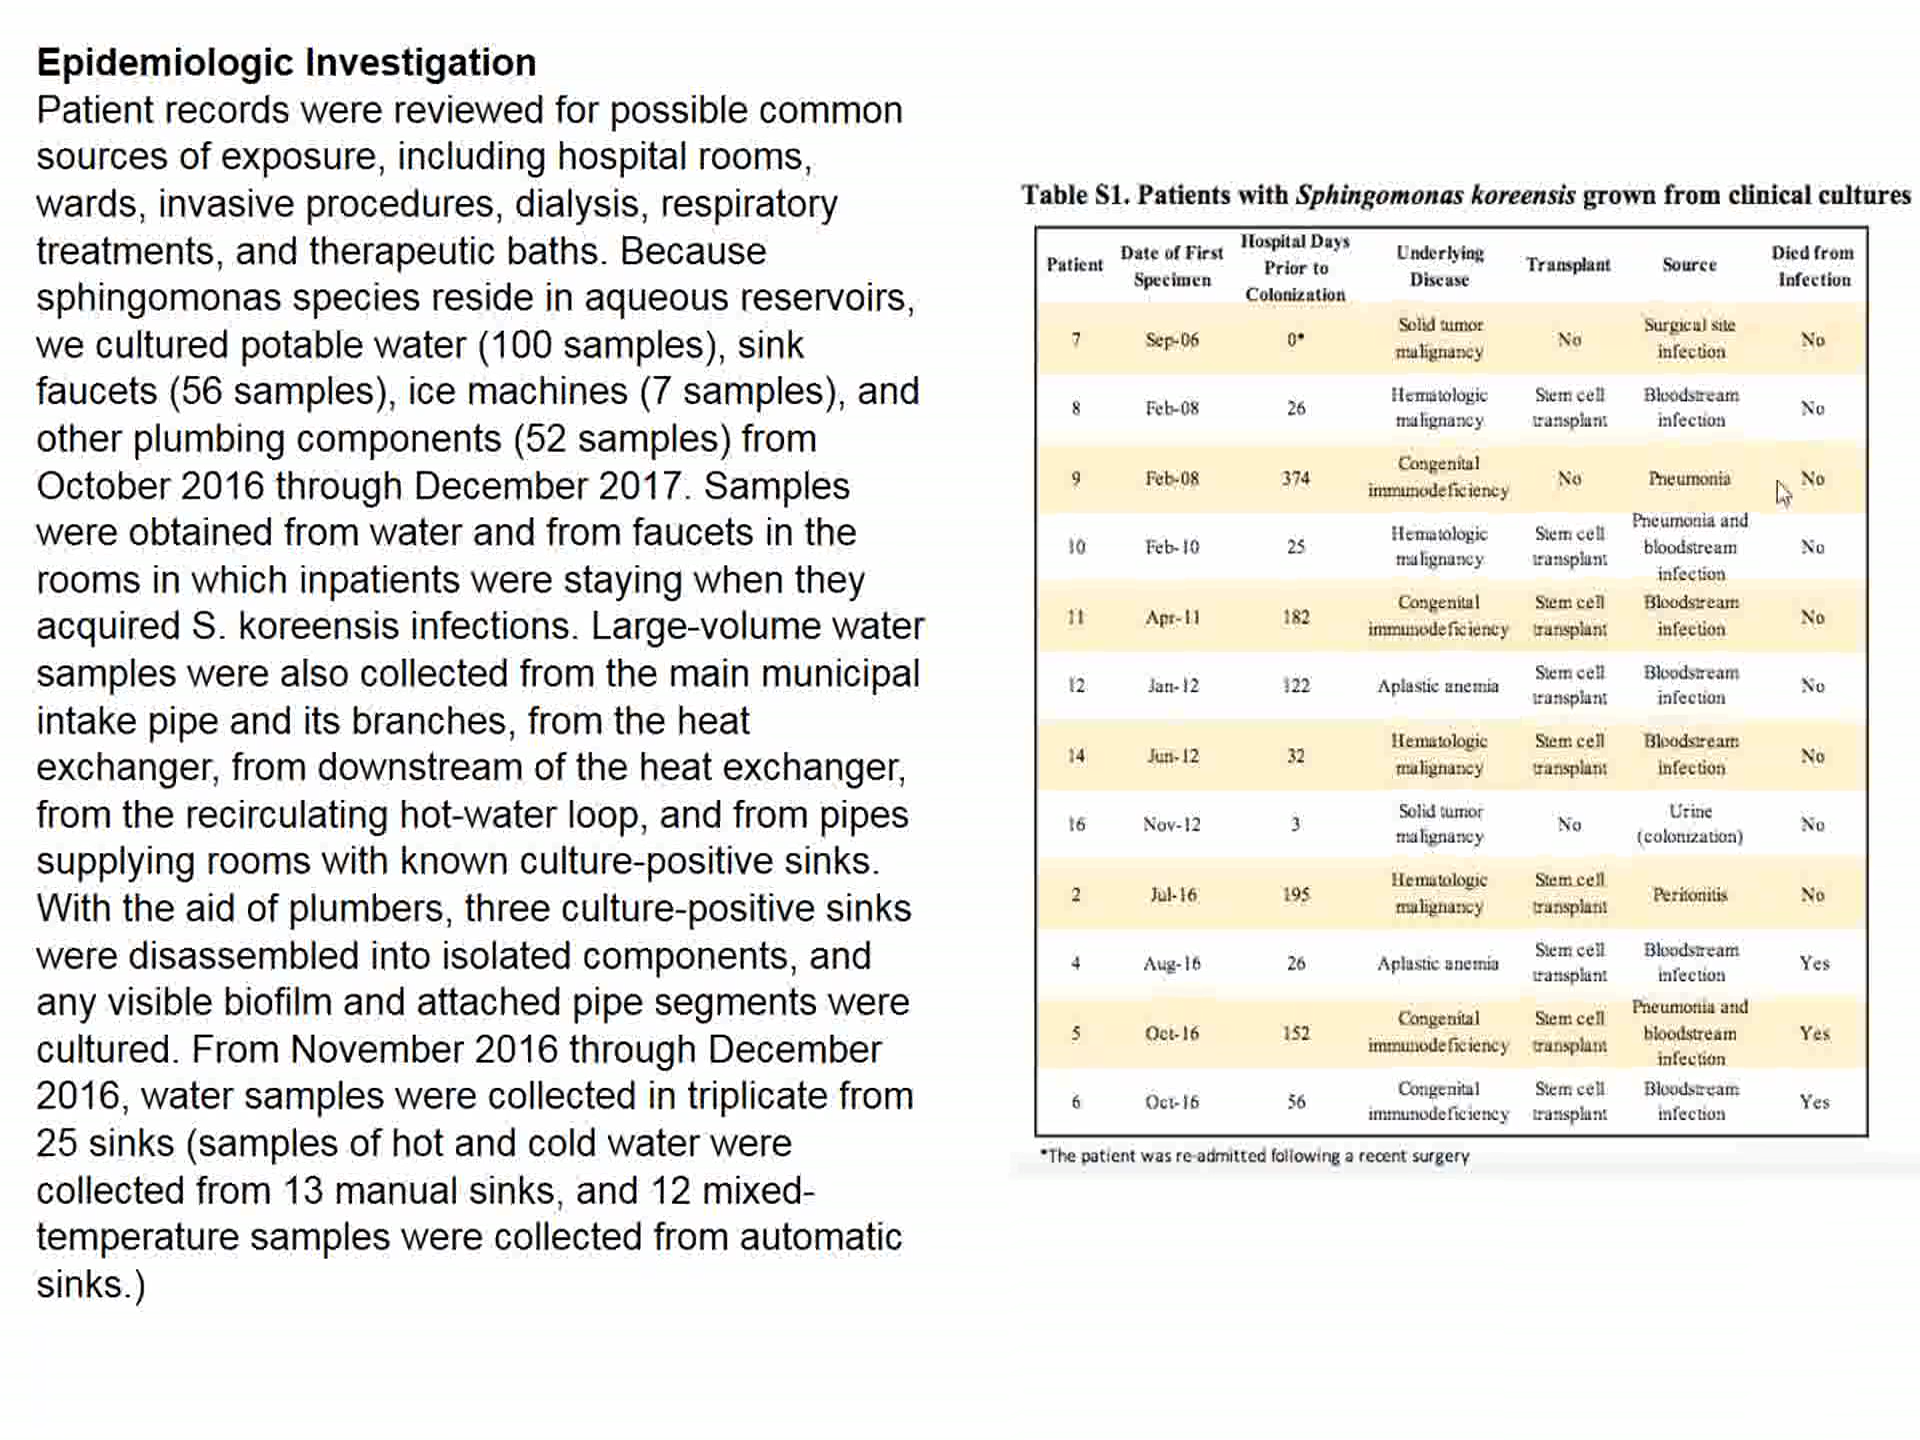 Epidemiologic Investigation
Patient records were reviewed for possible common
sources of exposure, including hospital rooms,
wards, invasive procedures, dialysis, respiratory
treatments, and therapeutic baths. Because
sphingomonas species reside in aqueous reservoirs,
we cultured potable water (100 samples), sink
faucets (56 samples), ice machines (7 samples), and
other plumbing components (52 samples) from
October 2016 through December 2017. Samples
were obtained from water and from faucets in the
rooms in which inpatients were staying when they
acquired S. koreensis infections. Large-volume water
samples were also collected from the main municipal
intake pipe and its branches, from the heat
exchanger, from downstream of the heat exchanger,
from the recirculating hot-water loop, and from pipes
supplying rooms with known culture-positive sinks.
With the aid of plumbers, three culture-positive sinks
were disassembled into isolated components, and
any visible biofilm and attached pipe segments were
cultured. From November 2016 through December
2016, water samples were collected in triplicate from
25 sinks (samples of hot and cold water were
collected from 13 manual sinks, and 12 mixed-
temperature samples were collected from automatic
sinks.)
Table S1. Patients with Sphingomonas koreensis grown from clinical cultures
Patient Date of First Specimen Hospital Days Prior to Colonization Underlying Disease Transplant Source Died from Infection
7 Sep-06 0* Solid tumor malignancy No Surgical site infection No
8 Feb-08 26 Hematologic malignancy Stem cell transplant Bloodstream infection No
9 Feb-08 374 Congenital immunodeficiency No Pneumonia No
10 Feb-10 25 Hematologic malignancy Stem cell transplant Pneumonia and bloodstream infection No
11 Apr-11 182 Congenital immunodeficiency Stem cell transplant Bloodstream infection No
12 Jan-12 122 Aplastic anemia Stem cell transplant Bloodstream infection No
14 Jun-12 32 Hematologic malignancy Stem cell transplant Bloodstream infection No
16 Nov-12 3 Solid tumor malignancy No Urine (colonization) No
2 Jul-16 195 Hematologic malignancy Stem cell transplant Peritonitis No
4 Aug-16 26 Aplastic anemia Stem cell transplant Bloodstream infection Yes
5 Oct-16 152 Congenital immunodeficiency Stem cell transplant Pneumonia and bloodstream infection Yes
6 Oct-16 56 Congenital immunodeficiency Stem cell transplant Bloodstream infection Yes
*The patient was re-admitted following a recent surgery